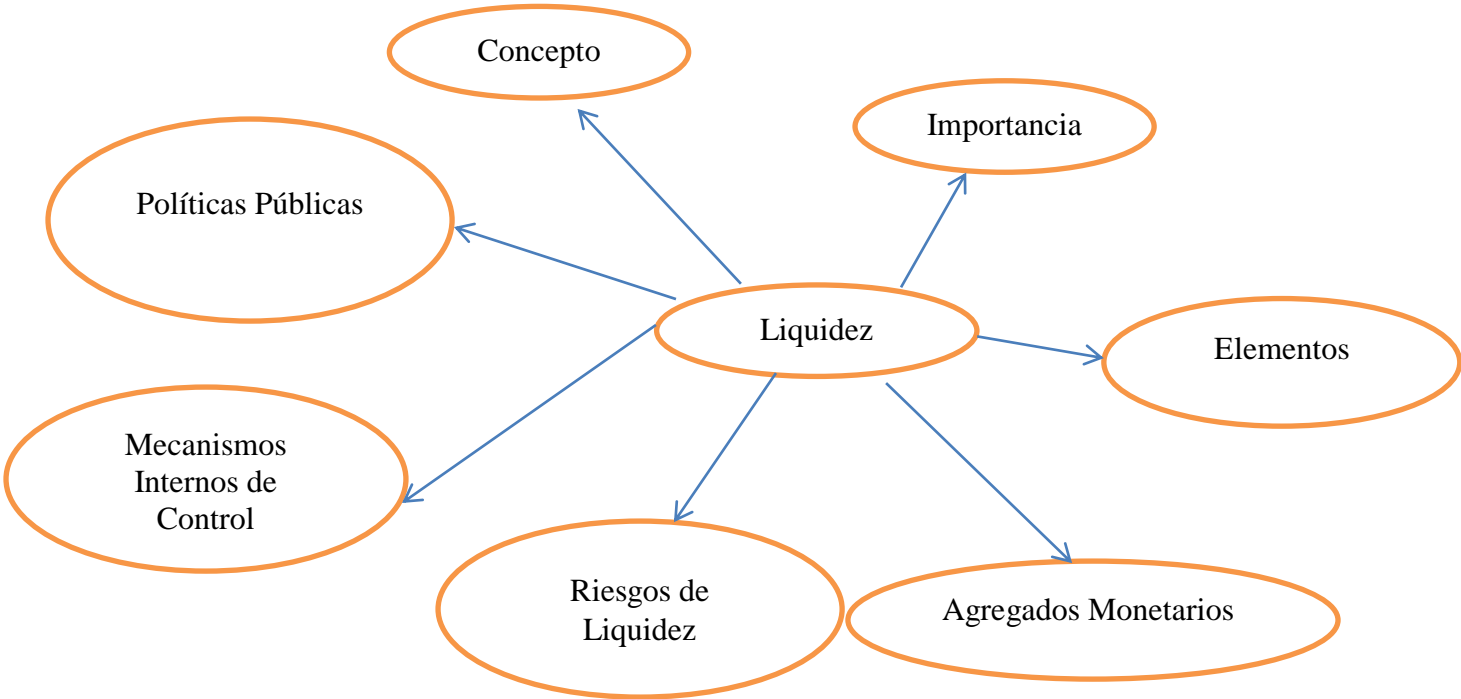 Concepto
Importancia
Políticas Públicas
Liquidez
Elementos
Mecanismos
Internos de
Control
Riesgos de
Liquidez
Agregados Monetarios